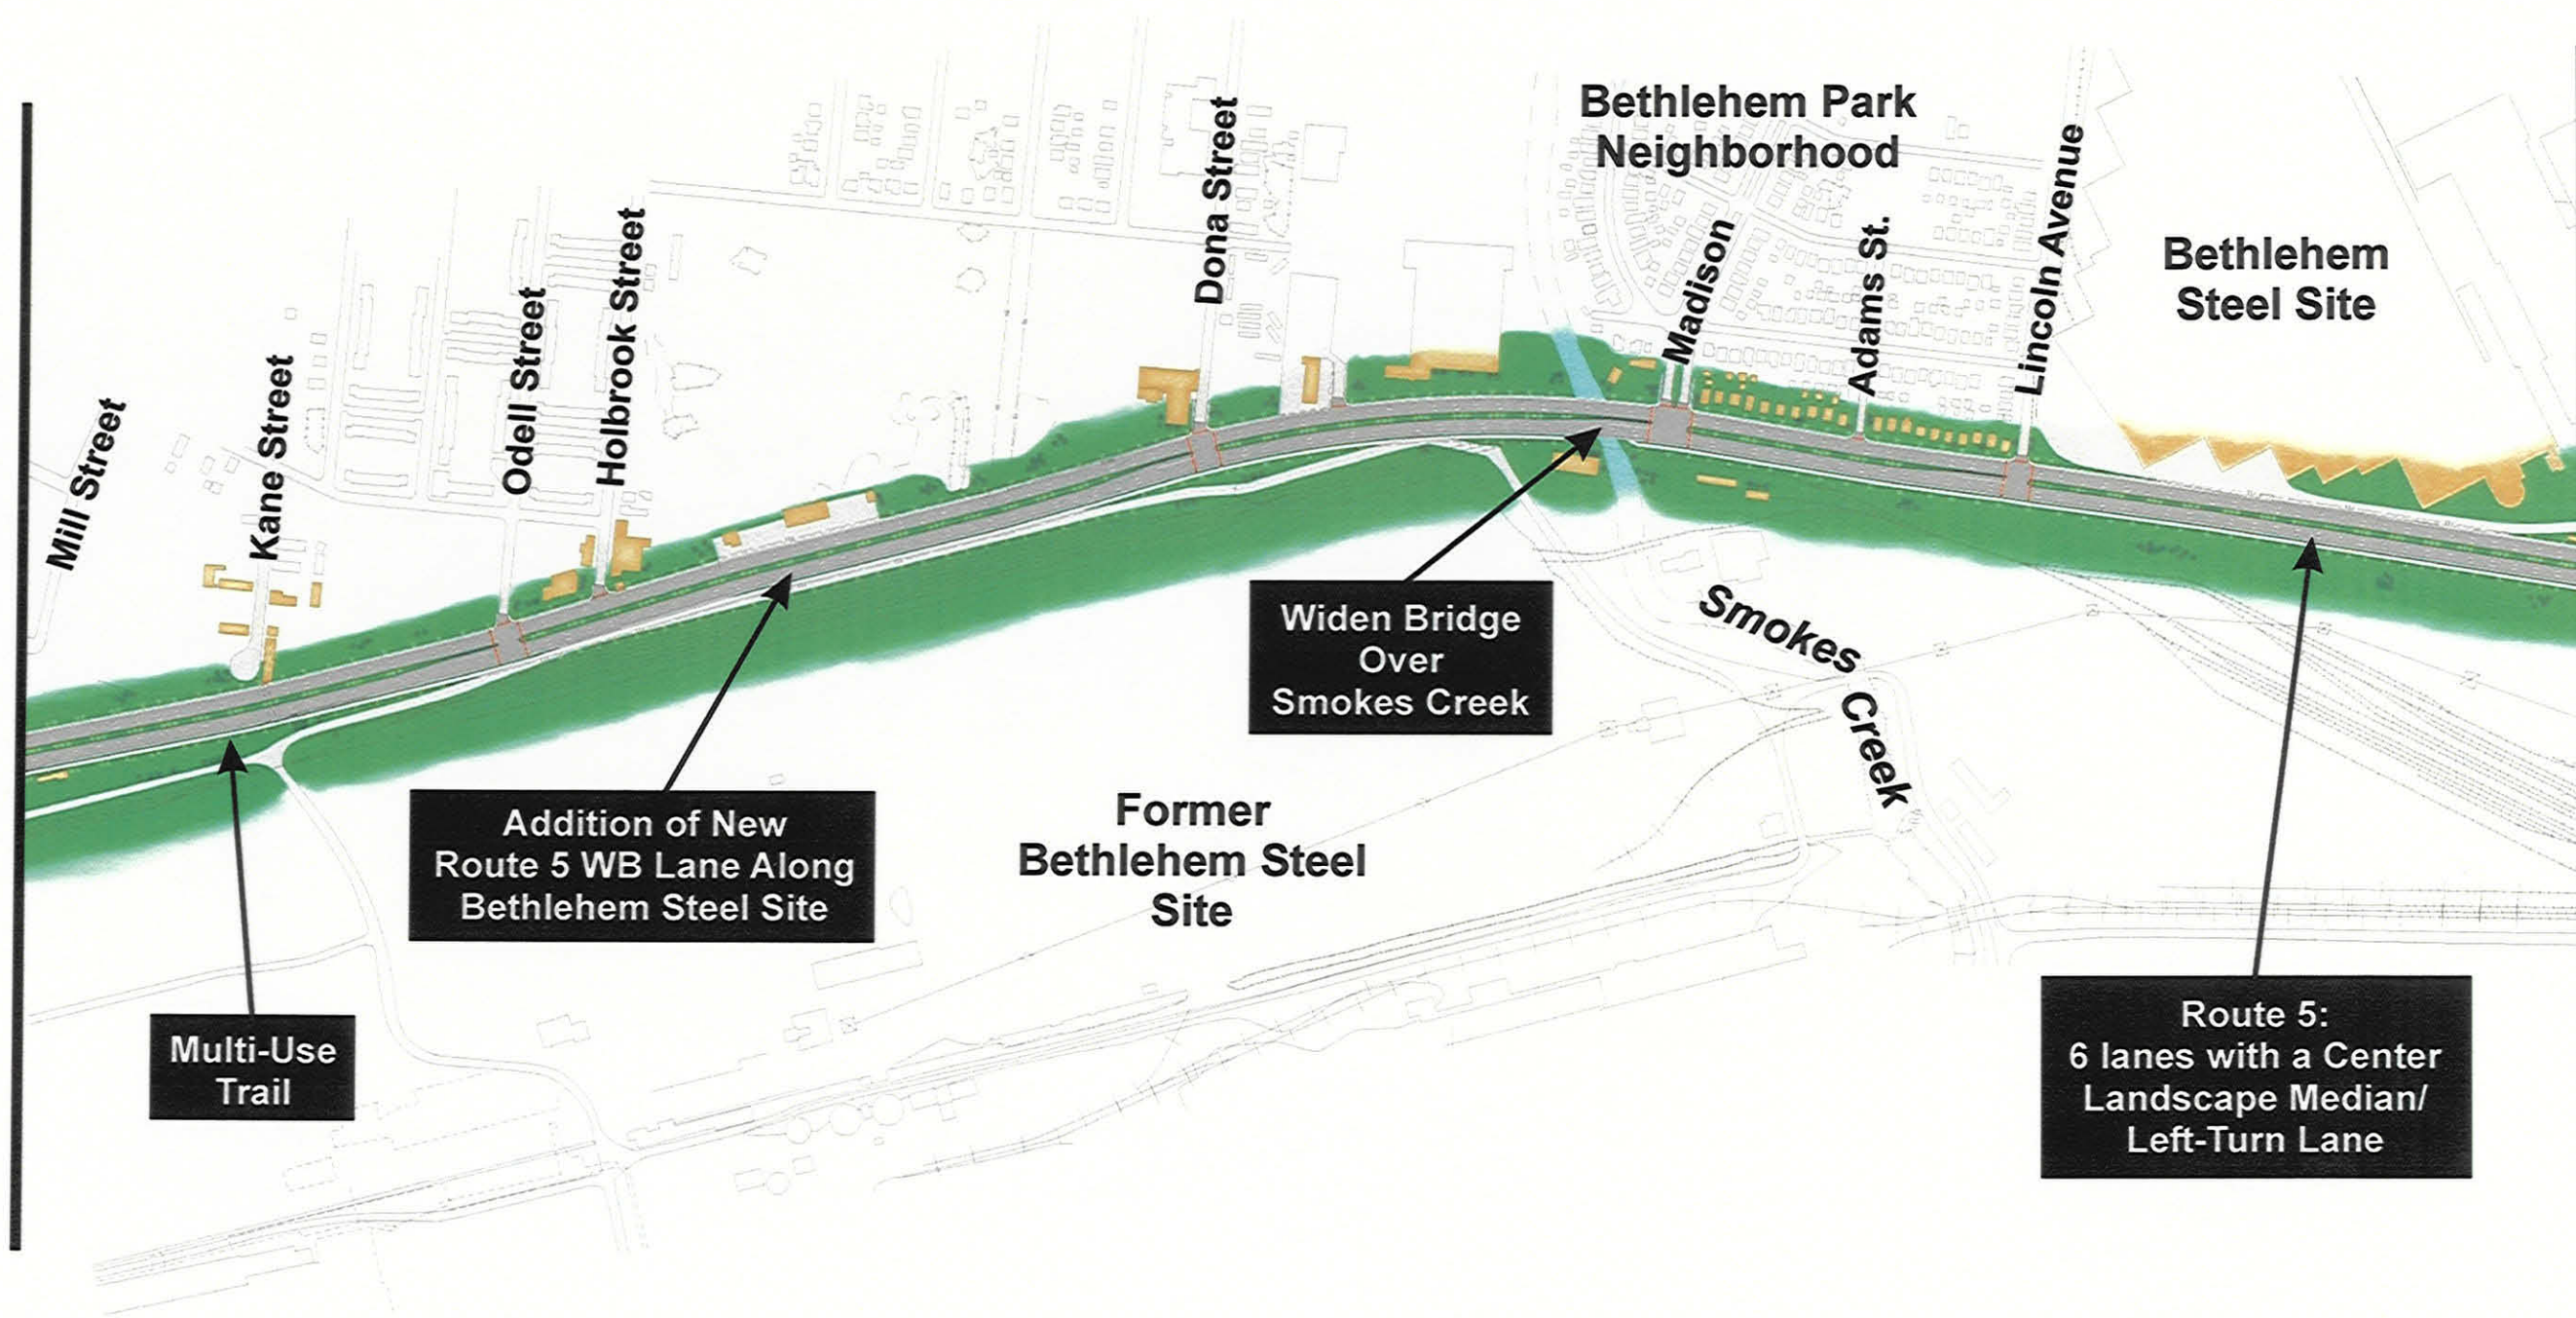 Mill Street
Kane Street
Odell Street
Holbrook Street
Dona Street
Bethlehem Park
Neighborhood
Madison
Adams St.
Lincoln Avenue
Bethlehem
Steel Site
Widen Bridge
Over
Smokes Creek
Smokes Creek
Addition of New
Route 5 WB Lane Along
Bethlehem Steel Site
Former
Bethlehem Steel
Site
Multi-Use
Trail
Route 5:
6 lanes with a Center
Landscape Median/
Left-Turn Lane